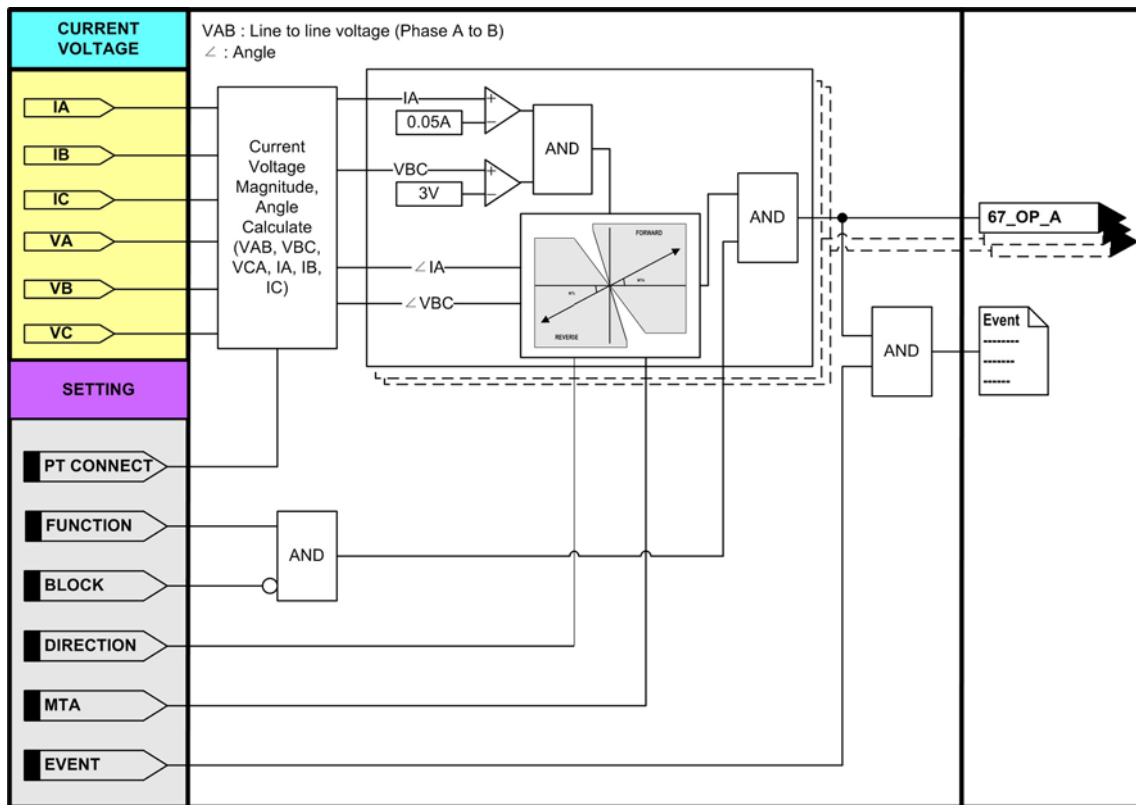 CURRENT
VOLTAGE
VAB : Line to line voltage (Phase A to B)
∠ : Angle
IA
IB
IC
VA
VB
VC
Current
Voltage
Magnitude,
Angle
Calculate
(VAB, VBC,
VCA, IA, IB,
IC)
IA
+
0.05A
−
AND
VBC
+
3V
−
∠ IA
∠ VBC
FORWARD
REVERSE
AND
67_OP_A
AND
Event
SETTING
PT CONNECT
FUNCTION
BLOCK
AND
DIRECTION
MTA
EVENT